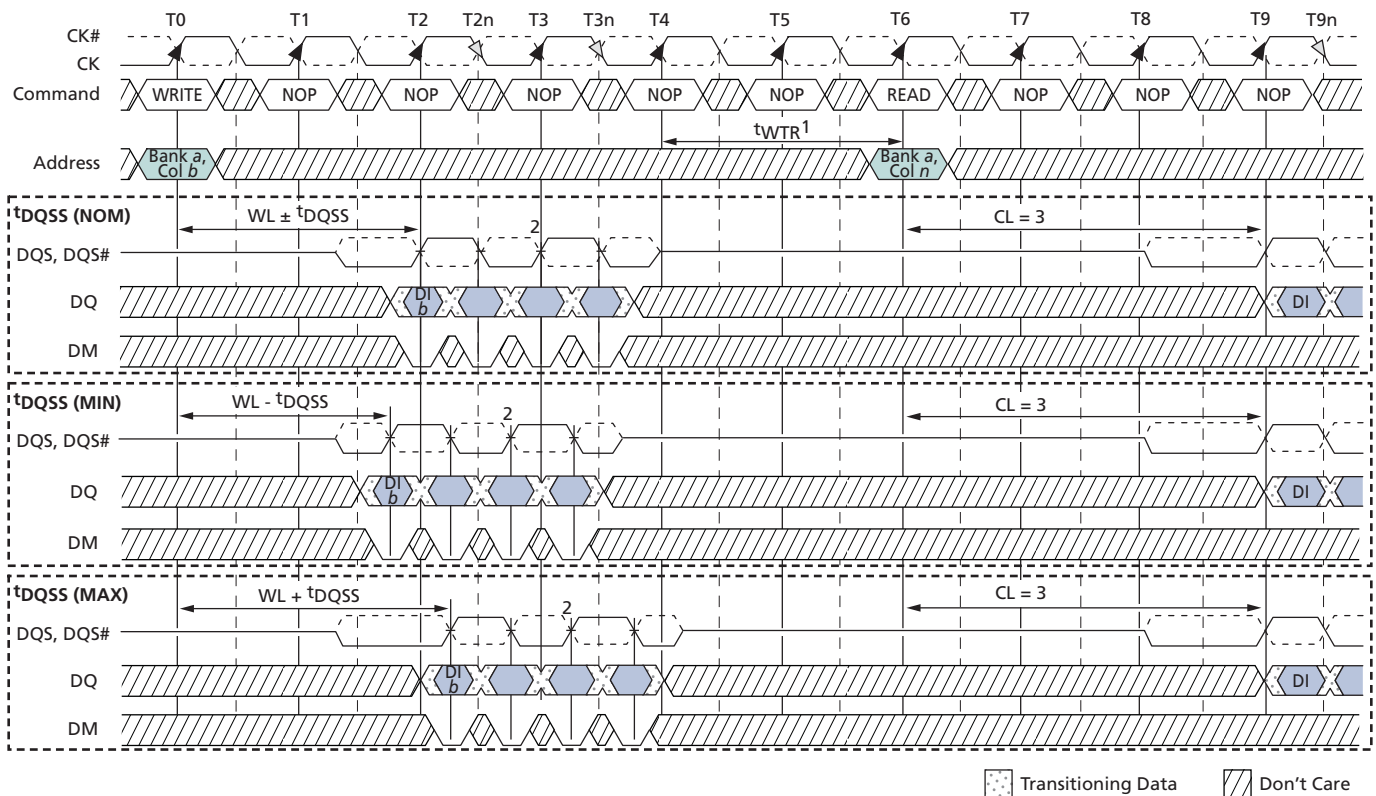 T0 T1 T2 T2n T3 T3n T4 T5 T6 T7 T8 T9 T9n
CK#
CK
Command WRITE NOP NOP NOP NOP NOP READ NOP NOP NOP
tWTR1
Address Bank a, Col b Bank a, Col n
tDQSS (NOM) WL ± tDQSS 2 CL = 3
DQS, DQS#
DQ DI b DI
DM
tDQSS (MIN) WL - tDQSS 2 CL = 3
DQS, DQS#
DQ DI b DI
DM
tDQSS (MAX) WL + tDQSS 2 CL = 3
DQS, DQS#
DQ DI b DI
DM
Transitioning Data Don't Care